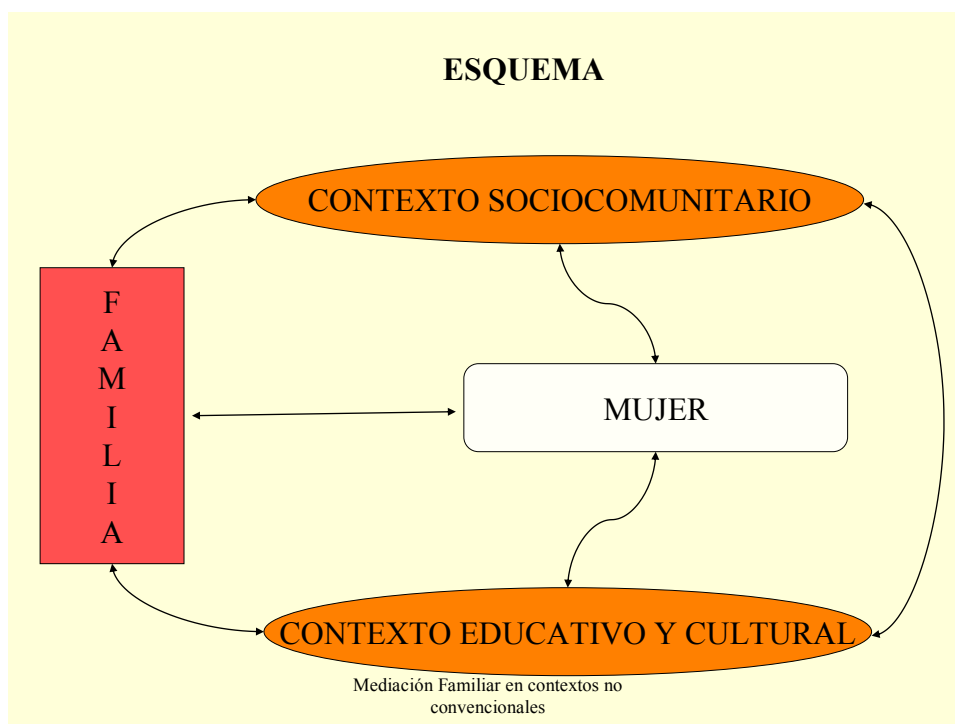 ESQUEMA
CONTEXTO SOCIOCOMUNITARIO
F
A
M
I
L
I
A
MUJER
CONTEXTO EDUCATIVO Y CULTURAL
Mediación Familiar en contextos no
convencionales